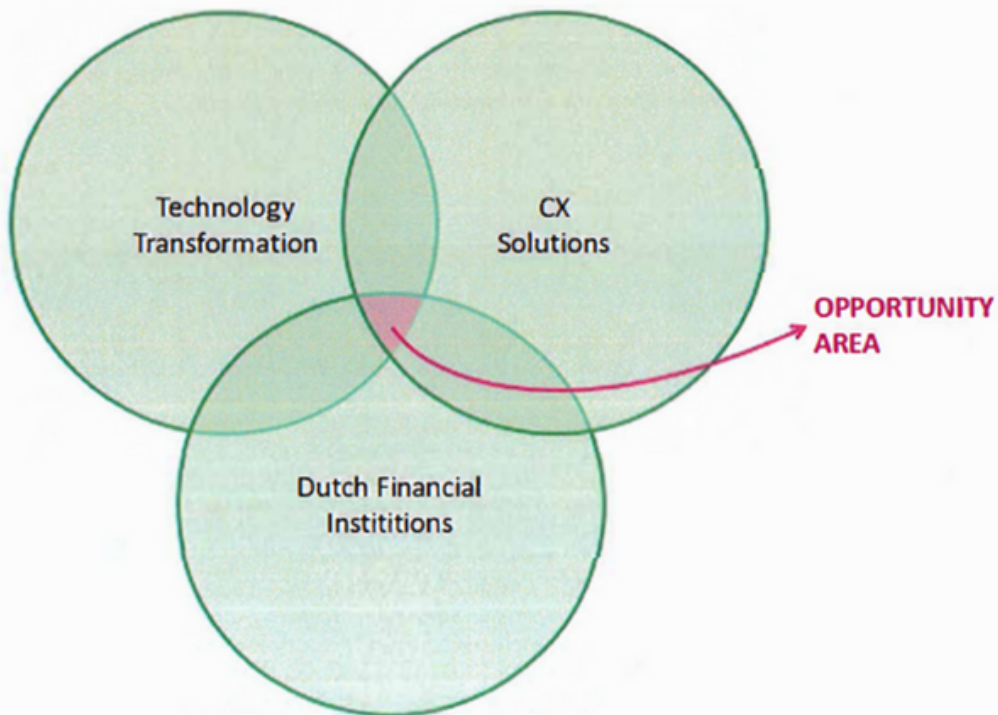 Technology
Transformation
CX
Solutions
OPPORTUNITY
AREA
Dutch Financial
Instititions